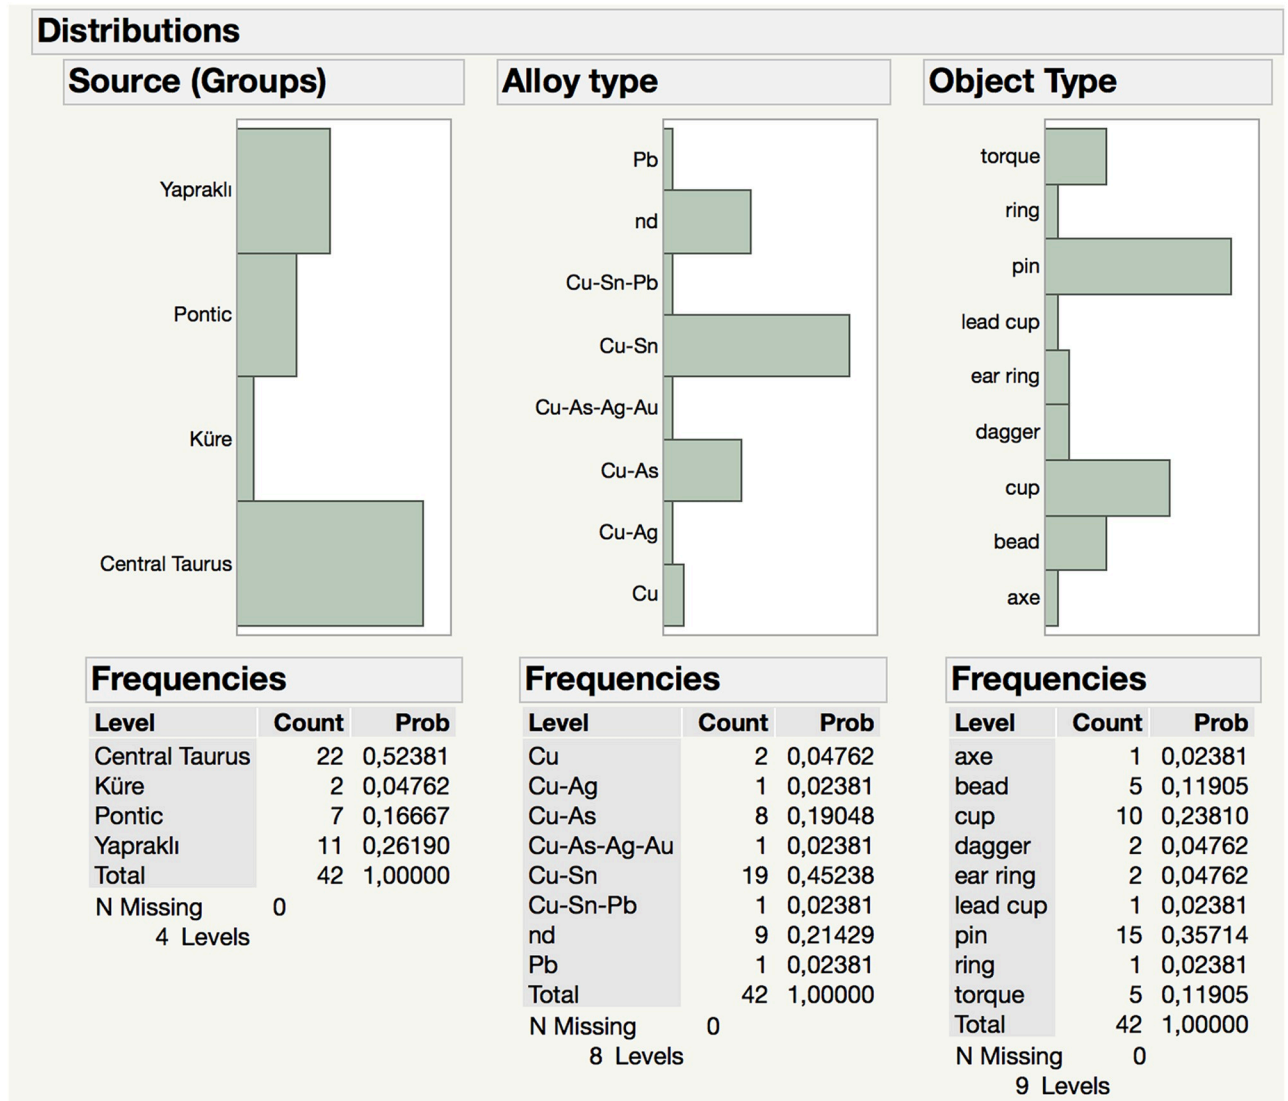 Distributions
Source (Groups)
Yapraklı
Pontic
Küre
Central Taurus
Frequencies
Level Count Prob
Central Taurus 22 0,52381
Küre 2 0,04762
Pontic 7 0,16667
Yapraklı 11 0,26190
Total 42 1,00000
N Missing 0
4 Levels
Alloy type
Pb
nd
Cu-Sn-Pb
Cu-Sn
Cu-As-Ag-Au
Cu-As
Cu-Ag
Cu
Frequencies
Level Count Prob
Cu 2 0,04762
Cu-Ag 1 0,02381
Cu-As 8 0,19048
Cu-As-Ag-Au 1 0,02381
Cu-Sn 19 0,45238
Cu-Sn-Pb 1 0,02381
nd 9 0,21429
Pb 1 0,02381
Total 42 1,00000
N Missing 0
8 Levels
Object Type
torque
ring
pin
lead cup
ear ring
dagger
cup
bead
axe
Frequencies
Level Count Prob
axe 1 0,02381
bead 5 0,11905
cup 10 0,23810
dagger 2 0,04762
ear ring 2 0,04762
lead cup 1 0,02381
pin 15 0,35714
ring 1 0,02381
torque 5 0,11905
Total 42 1,00000
N Missing 0
9 Levels